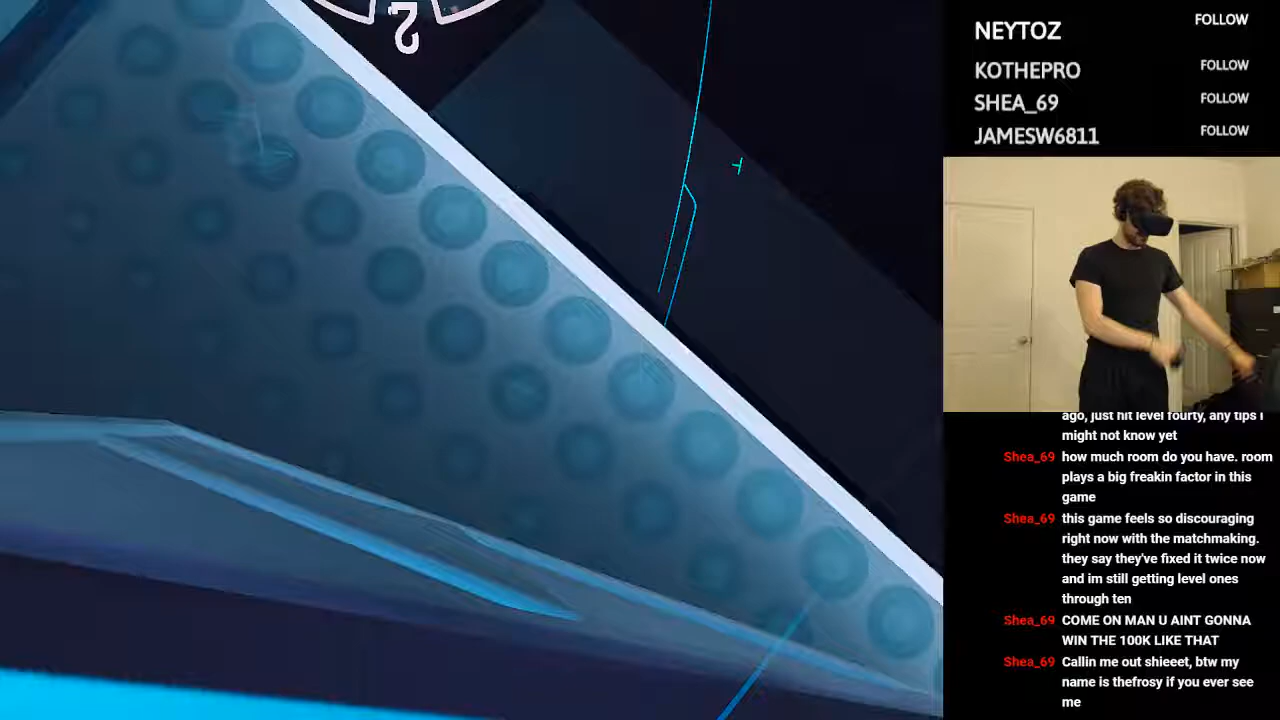 2
NEYTOZ FOLLOW
KOTHEPRO FOLLOW
SHEA_69 FOLLOW
JAMESW6811 FOLLOW
ago, just hit level fourty, any tips i
might not know yet
Shea_69 how much room do you have. room
plays a big freakin factor in this
game
Shea_69 this game feels so discouraging
right now with the matchmaking.
they say they've fixed it twice now
and im still getting level ones
through ten
Shea_69 COME ON MAN U AINT GONNA
WIN THE 100K LIKE THAT
Shea_69 Callin me out shieeet, btw my
name is thefrosy if you ever see
me